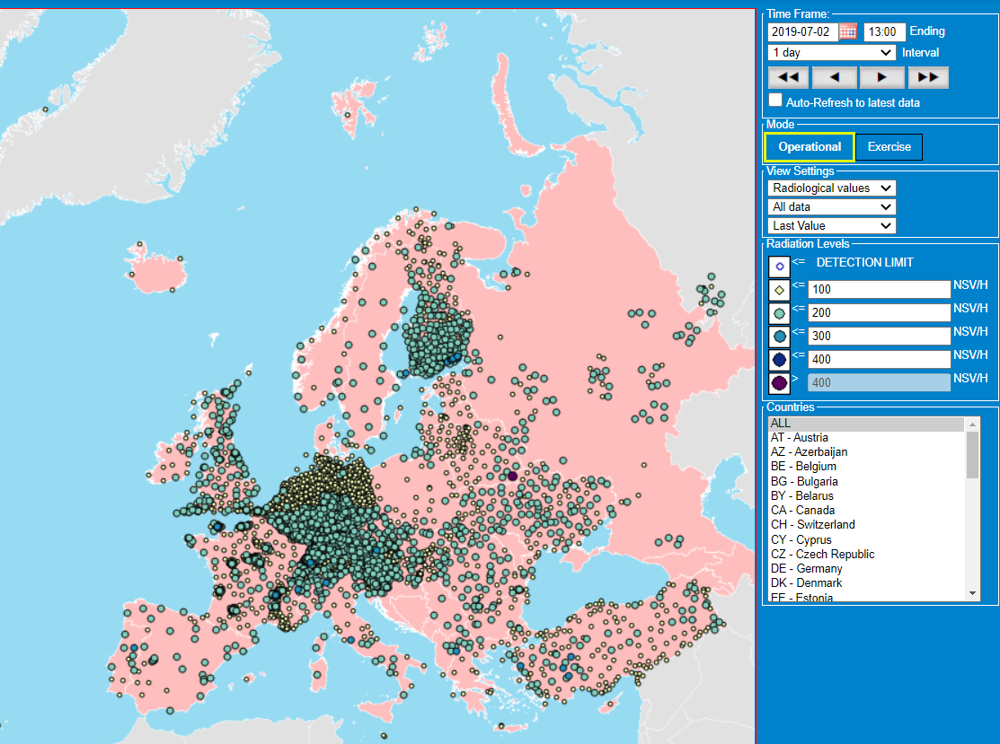 Time Frame:
2019-07-02 13:00 Ending
1 day Interval
Auto-Refresh to latest data
Mode
Operational Exercise
View Settings
Radiological values
All data
Last Value
Radiation Levels
<= DETECTION LIMIT
<= 100 NSV/H
<= 200 NSV/H
<= 300 NSV/H
<= 400 NSV/H
> 400 NSV/H
Countries
ALL
AT - Austria
AZ - Azerbaijan
BE - Belgium
BG - Bulgaria
BY - Belarus
CA - Canada
CH - Switzerland
CY - Cyprus
CZ - Czech Republic
DE - Germany
DK - Denmark
EE - Estonia